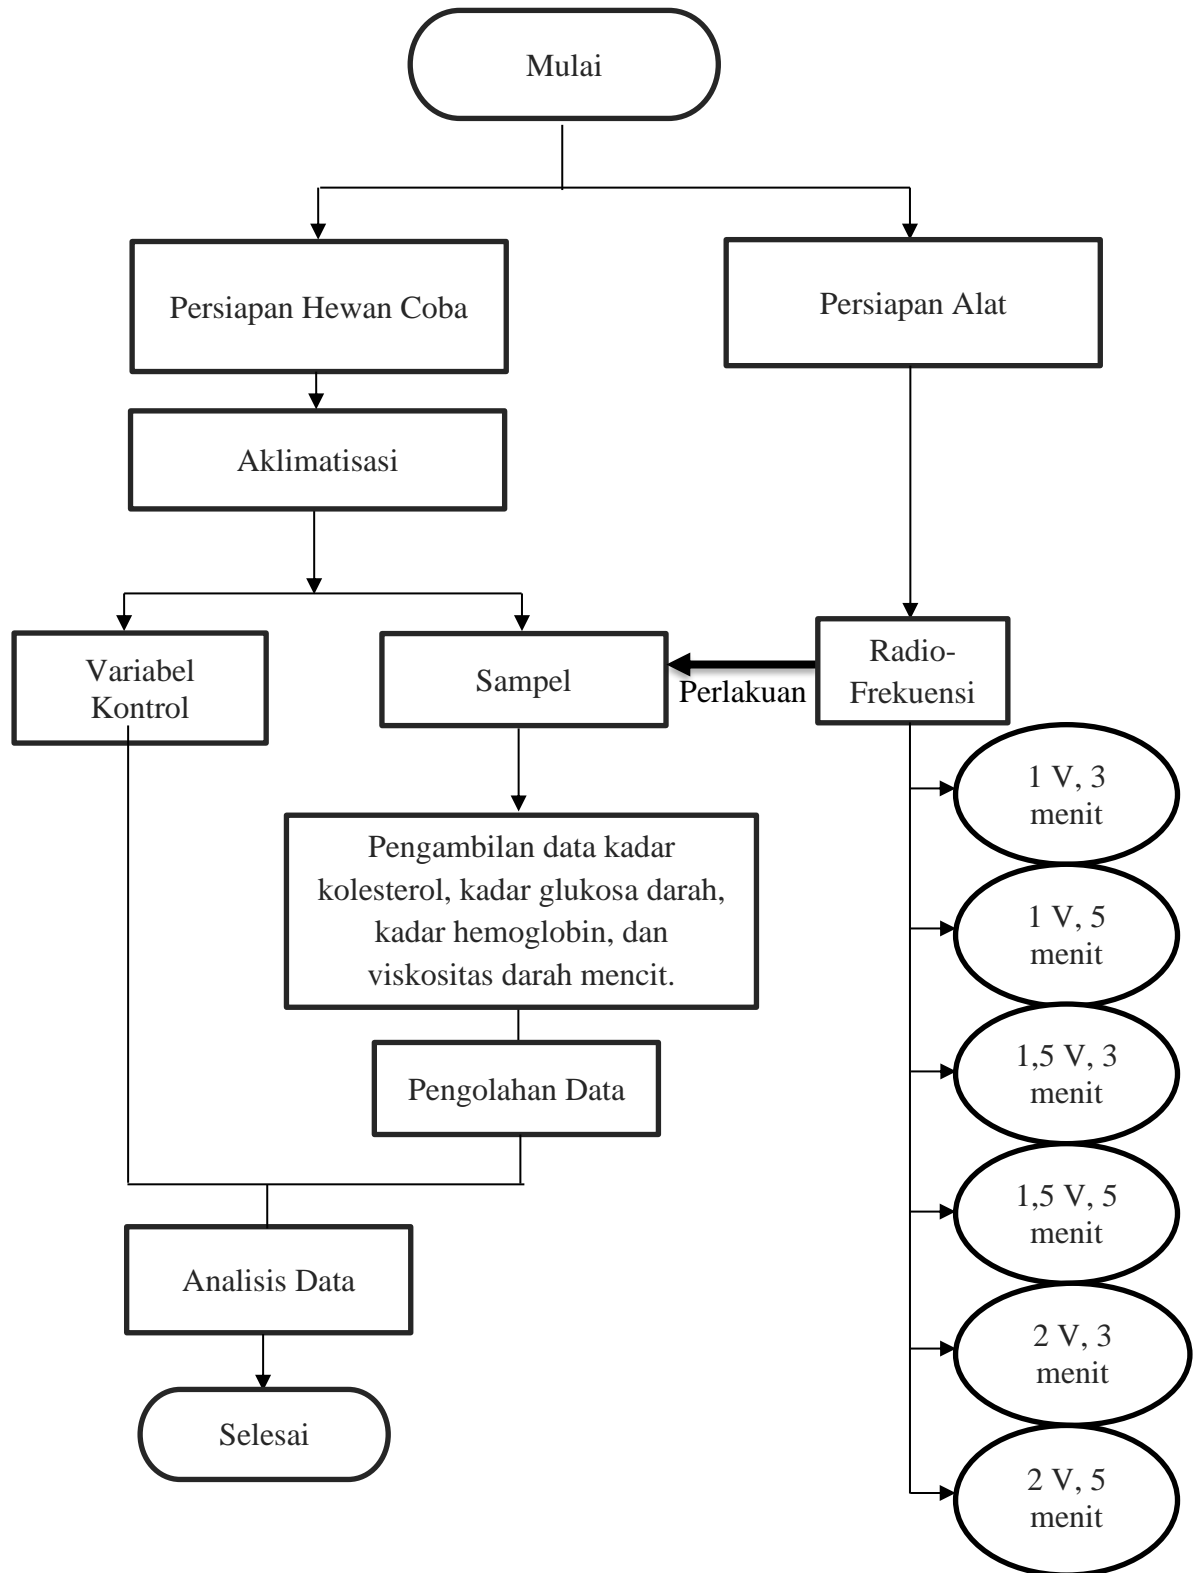 Mulai
Persiapan Hewan Coba
Persiapan Alat
Aklimatisasi
Variabel
Kontrol
Sampel
Perlakuan
Radio-
Frekuensi
1 V, 3
menit
Pengambilan data kadar
kolesterol, kadar glukosa darah,
kadar hemoglobin, dan
viskositas darah mencit.
1 V, 5
menit
1,5 V, 3
menit
Pengolahan Data
1,5 V, 5
menit
Analisis Data
2 V, 3
menit
Selesai
2 V, 5
menit